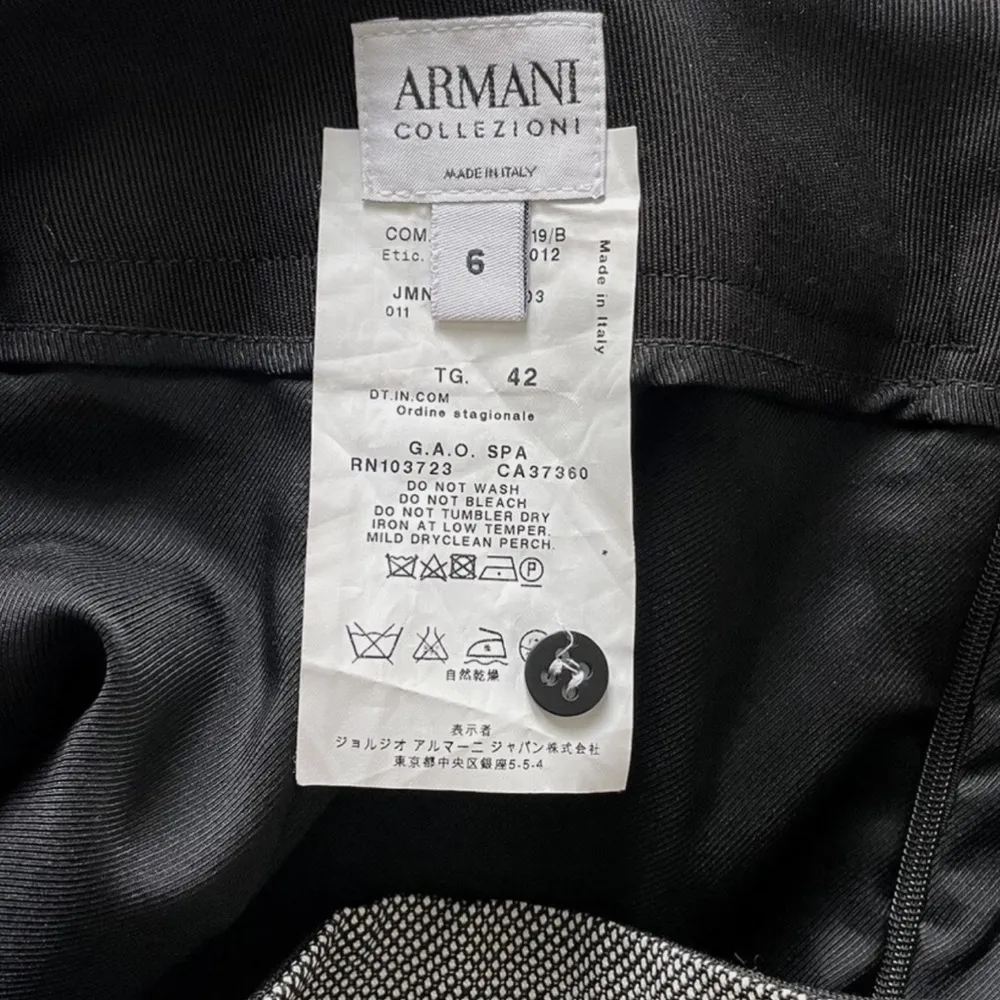 ARMANI
COLLEZIONI
MADE IN ITALY
6
COM. 19/B
Etic. 012
JMN 03
011
Made in Italy
TG. 42
DT.IN.COM
Ordine stagionale
G.A.O. SPA
RN103723 CA37360
DO NOT WASH
DO NOT BLEACH
DO NOT TUMBLER DRY
IRON AT LOW TEMPER.
MILD DRYCLEAN PERCH.
P
自然乾燥
表示者
ジョルジオ アルマーニ ジャパン株式会社
東京都中央区銀座5-5-4